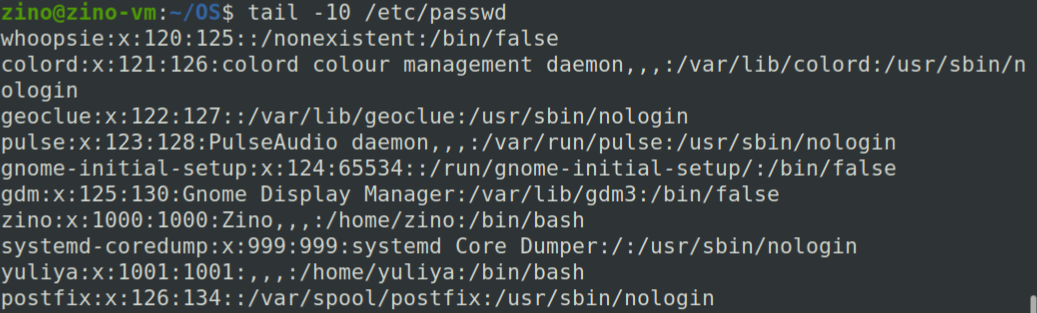 zino@zino-vm:~/OS$ tail -10 /etc/passwd
whoopsie:x:120:125::/nonexistent:/bin/false
colord:x:121:126:colord colour management daemon,,,:/var/lib/colord:/usr/sbin/n
ologin
geoclue:x:122:127::/var/lib/geoclue:/usr/sbin/nologin
pulse:x:123:128:PulseAudio daemon,,,:/var/run/pulse:/usr/sbin/nologin
gnome-initial-setup:x:124:65534::/run/gnome-initial-setup/:/bin/false
gdm:x:125:130:Gnome Display Manager:/var/lib/gdm3:/bin/false
zino:x:1000:1000:Zino,,,:/home/zino:/bin/bash
systemd-coredump:x:999:999:systemd Core Dumper:/:/usr/sbin/nologin
yuliya:x:1001:1001:,,,:/home/yuliya:/bin/bash
postfix:x:126:134::/var/spool/postfix:/usr/sbin/nologin